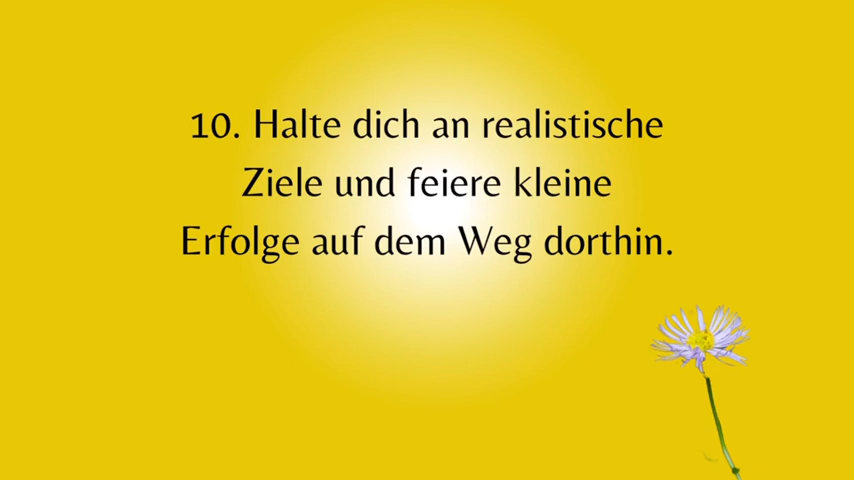 10. Halte dich an realistische
Ziele und feiere kleine
Erfolge auf dem Weg dorthin.